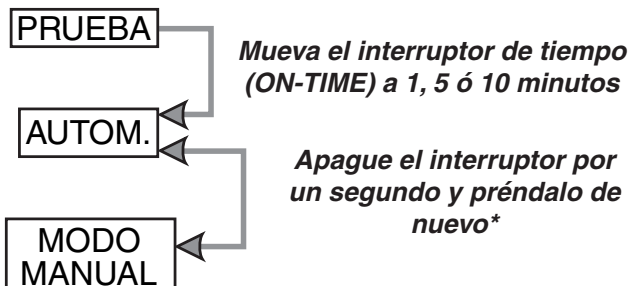 PRUEBA
Mueva el interruptor de tiempo
(ON-TIME) a 1, 5 ó 10 minutos
AUTOM.
Apague el interruptor por
un segundo y préndalo de
nuevo*
MODO
MANUAL